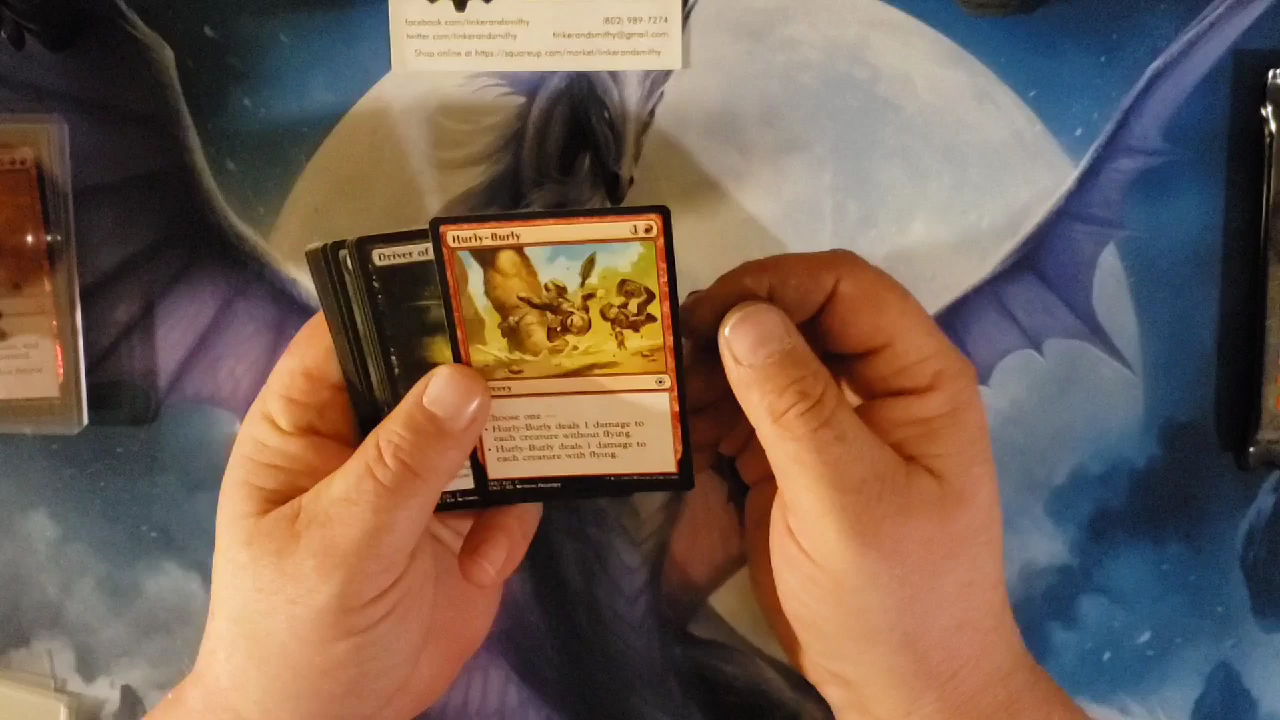 facebook.com/tinkerandsmithy
(802) 989-7274
twitter.com/tinkerandsmithy
tinkerandsmithy@gmail.com
Shop online at https://squareup.com/market/tinkerandsmithy
Driver of
Hurly-Burly
1
Choose one —
• Hurly-Burly deals 1 damage to
each creature without flying.
• Hurly-Burly deals 1 damage to
each creature with flying.